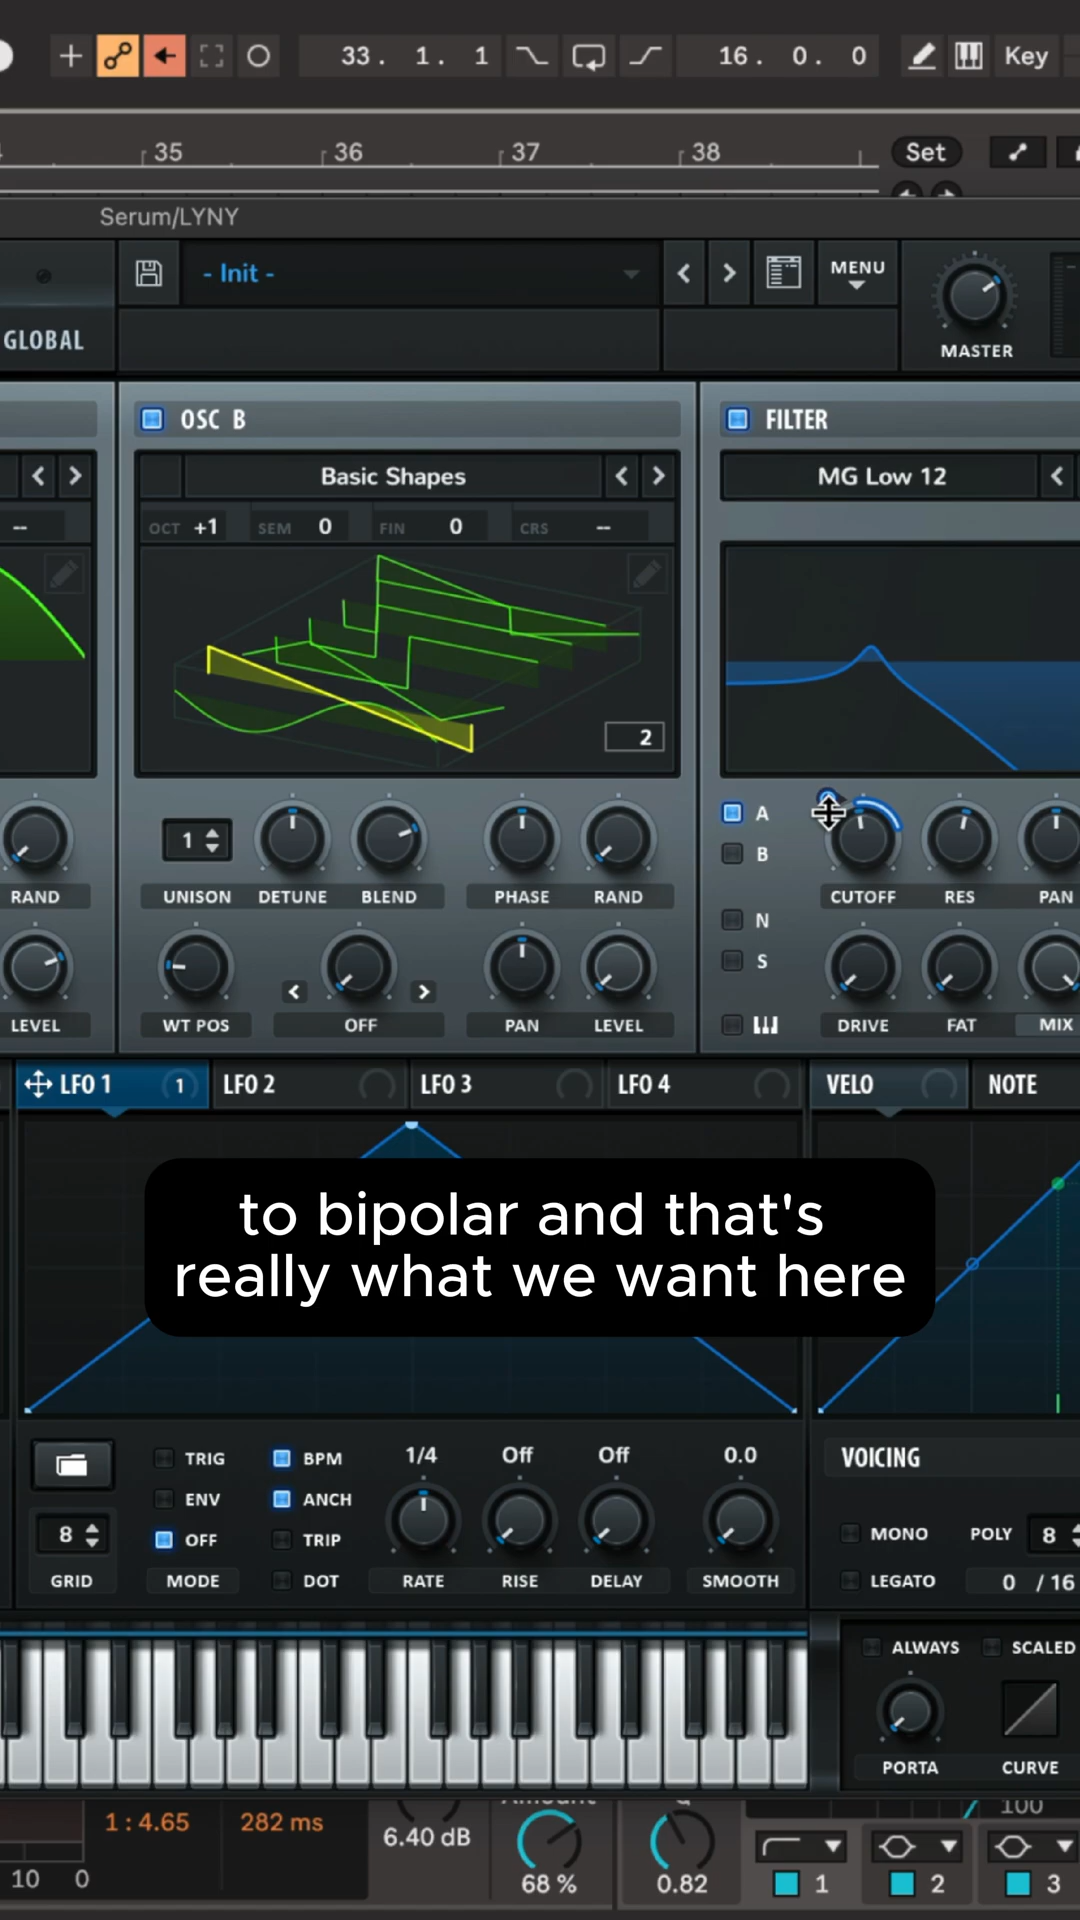 33. 1. 1
16. 0. 0
Key
35
36
37
38
Set
Serum/LYNY
- Init -
MENU
GLOBAL
MASTER
OSC B
FILTER
Basic Shapes
MG Low 12
--
OCT +1
SEM 0
FIN 0
CRS --
2
A
B
1
RAND
UNISON
DETUNE
BLEND
PHASE
RAND
CUTOFF
RES
PAN
N
S
LEVEL
WT POS
OFF
PAN
LEVEL
DRIVE
FAT
MIX
LFO 1
1
LFO 2
LFO 3
LFO 4
VELO
NOTE
to bipolar and that's
really what we want here
TRIG
BPM
1/4
Off
Off
0.0
VOICING
ENV
ANCH
8
OFF
TRIP
MONO
POLY
8
GRID
MODE
DOT
RATE
RISE
DELAY
SMOOTH
LEGATO
0 / 16
ALWAYS
SCALED
PORTA
CURVE
1 : 4.65
282 ms
6.40 dB
Amount
100
10
0
68 %
0.82
1
2
3